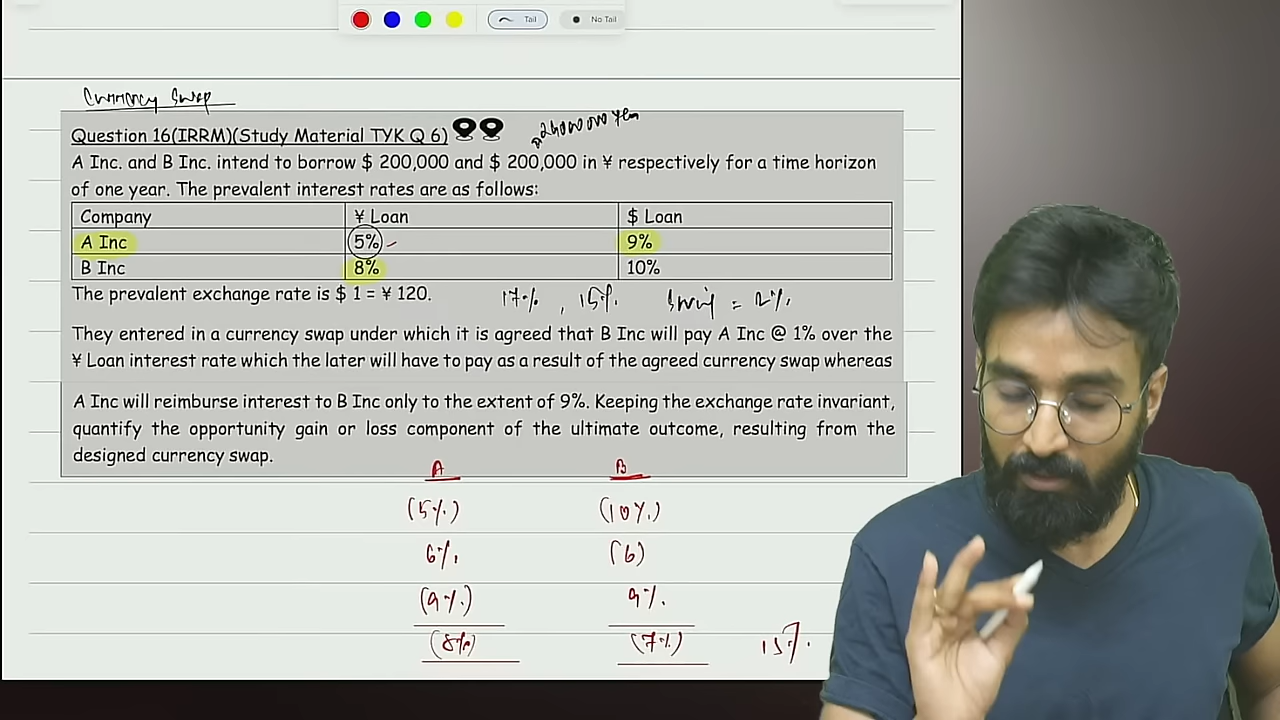 Tail
No Tail
Currency Swap
24000000 Yen
Question 16(IRRM)(Study Material TYK Q 6)
A Inc. and B Inc. intend to borrow $ 200,000 and $ 200,000 in ¥ respectively for a time horizon
of one year. The prevalent interest rates are as follows:
Company ¥ Loan $ Loan
A Inc 5% 9%
B Inc 8% 10%
The prevalent exchange rate is $ 1 = ¥ 120.
17% , 15% Saving = 2%
They entered in a currency swap under which it is agreed that B Inc will pay A Inc @ 1% over the
¥ Loan interest rate which the later will have to pay as a result of the agreed currency swap whereas
A Inc will reimburse interest to B Inc only to the extent of 9%. Keeping the exchange rate invariant,
quantify the opportunity gain or loss component of the ultimate outcome, resulting from the
designed currency swap.
A B
(5%) (10%)
6% (6)
(9%) 9%
(8%) (7%) 15%